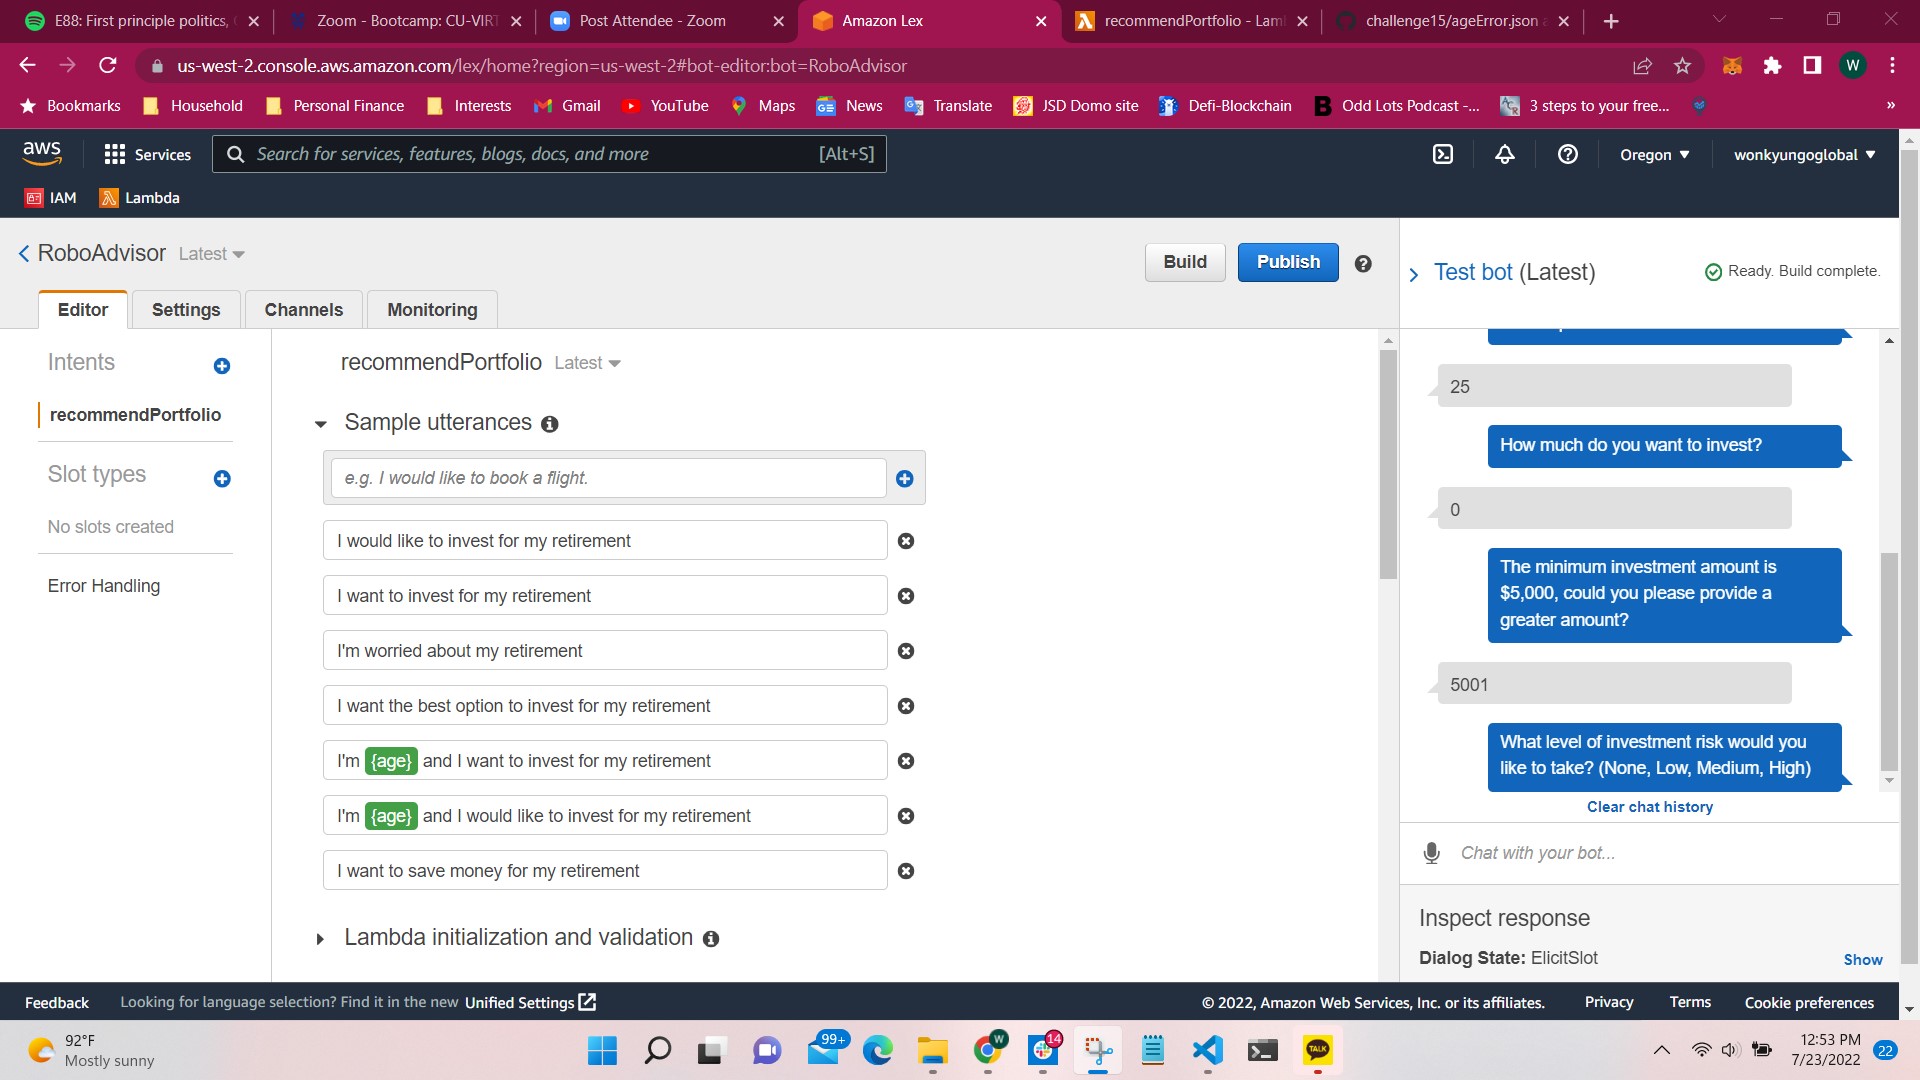 E88: First principle politics,
Zoom - Bootcamp: CU-VIRT
Post Attendee - Zoom
Amazon Lex
recommendPortfolio - Lam
challenge15/ageError.json a
us-west-2.console.aws.amazon.com/lex/home?region=us-west-2#bot-editor:bot=RoboAdvisor
W
Bookmarks
Household
Personal Finance
Interests
Gmail
YouTube
Maps
News
Translate
JSD Domo site
Defi-Blockchain
Odd Lots Podcast -...
3 steps to your free...
»
aws
Services
Search for services, features, blogs, docs, and more
[Alt+S]
Oregon
wonkyungoglobal
IAM
Lambda
RoboAdvisor Latest
Build
Publish
Test bot (Latest)
Ready. Build complete.
Editor
Settings
Channels
Monitoring
Intents
recommendPortfolio
Slot types
No slots created
Error Handling
recommendPortfolio Latest
Sample utterances
e.g. I would like to book a flight.
I would like to invest for my retirement
I want to invest for my retirement
I'm worried about my retirement
I want the best option to invest for my retirement
I'm {age} and I want to invest for my retirement
I'm {age} and I would like to invest for my retirement
I want to save money for my retirement
Lambda initialization and validation
25
How much do you want to invest?
0
The minimum investment amount is
$5,000, could you please provide a
greater amount?
5001
What level of investment risk would you
like to take? (None, Low, Medium, High)
Clear chat history
Chat with your bot...
Inspect response
Dialog State: ElicitSlot
Show
Feedback
Looking for language selection? Find it in the new Unified Settings
© 2022, Amazon Web Services, Inc. or its affiliates.
Privacy
Terms
Cookie preferences
92°F
Mostly sunny
99+
W
14
TALK
12:53 PM
7/23/2022
22